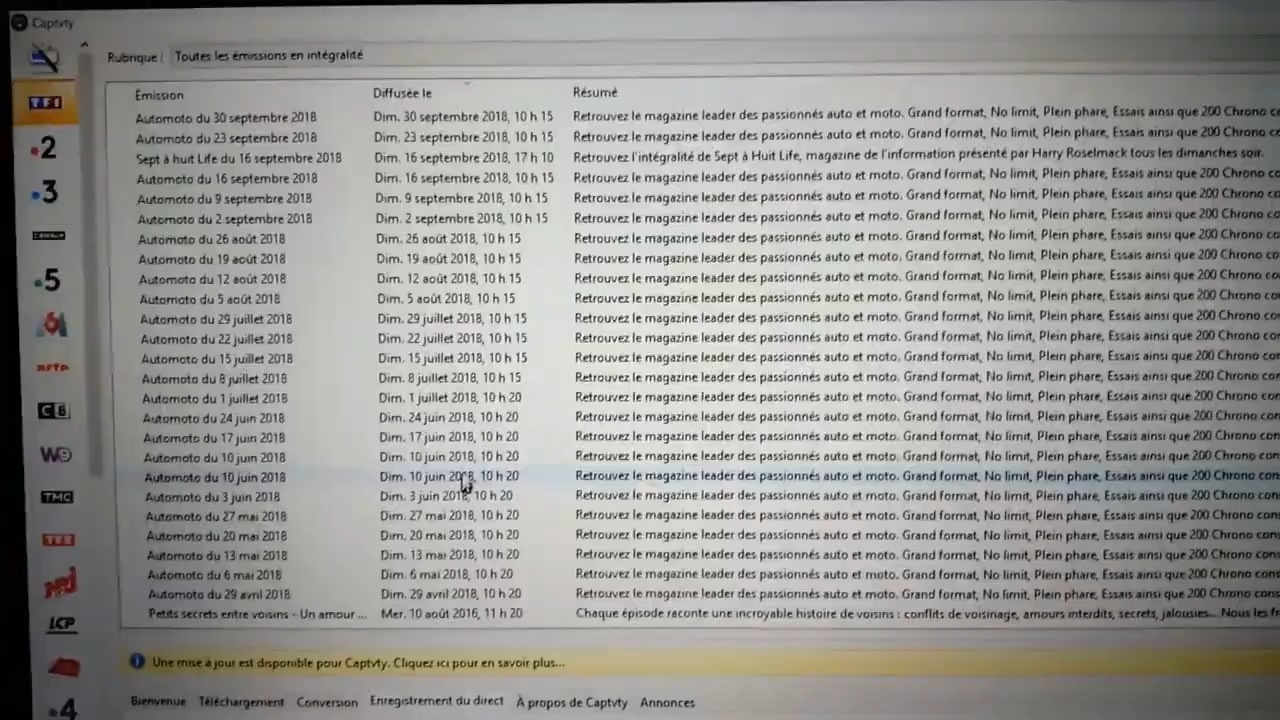 Captvty
Rubrique : Toutes les émissions en intégralité
Émission Diffusée le Résumé
Automoto du 30 septembre 2018 Dim. 30 septembre 2018, 10 h 15 Retrouvez le magazine leader des passionnés auto et moto. Grand format, No limit, Plein phare, Essais ainsi que 200 Chrono c
Automoto du 23 septembre 2018 Dim. 23 septembre 2018, 10 h 15 Retrouvez le magazine leader des passionnés auto et moto. Grand format, No limit, Plein phare, Essais ainsi que 200 Chrono c
Sept à huit Life du 16 septembre 2018 Dim. 16 septembre 2018, 17 h 10 Retrouvez l'intégralité de Sept à Huit Life, magazine de l'information présenté par Harry Roselmack tous les dimanches soir.
Automoto du 16 septembre 2018 Dim. 16 septembre 2018, 10 h 15 Retrouvez le magazine leader des passionnés auto et moto. Grand format, No limit, Plein phare, Essais ainsi que 200 Chrono co
Automoto du 9 septembre 2018 Dim. 9 septembre 2018, 10 h 15 Retrouvez le magazine leader des passionnés auto et moto. Grand format, No limit, Plein phare, Essais ainsi que 200 Chrono co
Automoto du 2 septembre 2018 Dim. 2 septembre 2018, 10 h 15 Retrouvez le magazine leader des passionnés auto et moto. Grand format, No limit, Plein phare, Essais ainsi que 200 Chrono co
Automoto du 26 août 2018 Dim. 26 août 2018, 10 h 15 Retrouvez le magazine leader des passionnés auto et moto. Grand format, No limit, Plein phare, Essais ainsi que 200 Chrono co
Automoto du 19 août 2018 Dim. 19 août 2018, 10 h 15 Retrouvez le magazine leader des passionnés auto et moto. Grand format, No limit, Plein phare, Essais ainsi que 200 Chrono co
Automoto du 12 août 2018 Dim. 12 août 2018, 10 h 15 Retrouvez le magazine leader des passionnés auto et moto. Grand format, No limit, Plein phare, Essais ainsi que 200 Chrono co
Automoto du 5 août 2018 Dim. 5 août 2018, 10 h 15 Retrouvez le magazine leader des passionnés auto et moto. Grand format, No limit, Plein phare, Essais ainsi que 200 Chrono co
Automoto du 29 juillet 2018 Dim. 29 juillet 2018, 10 h 15 Retrouvez le magazine leader des passionnés auto et moto. Grand format, No limit, Plein phare, Essais ainsi que 200 Chrono co
Automoto du 22 juillet 2018 Dim. 22 juillet 2018, 10 h 15 Retrouvez le magazine leader des passionnés auto et moto. Grand format, No limit, Plein phare, Essais ainsi que 200 Chrono con
Automoto du 15 juillet 2018 Dim. 15 juillet 2018, 10 h 15 Retrouvez le magazine leader des passionnés auto et moto. Grand format, No limit, Plein phare, Essais ainsi que 200 Chrono con
Automoto du 8 juillet 2018 Dim. 8 juillet 2018, 10 h 15 Retrouvez le magazine leader des passionnés auto et moto. Grand format, No limit, Plein phare, Essais ainsi que 200 Chrono con
Automoto du 1 juillet 2018 Dim. 1 juillet 2018, 10 h 20 Retrouvez le magazine leader des passionnés auto et moto. Grand format, No limit, Plein phare, Essais ainsi que 200 Chrono con
Automoto du 24 juin 2018 Dim. 24 juin 2018, 10 h 20 Retrouvez le magazine leader des passionnés auto et moto. Grand format, No limit, Plein phare, Essais ainsi que 200 Chrono con
Automoto du 17 juin 2018 Dim. 17 juin 2018, 10 h 20 Retrouvez le magazine leader des passionnés auto et moto. Grand format, No limit, Plein phare, Essais ainsi que 200 Chrono con
Automoto du 10 juin 2018 Dim. 10 juin 2018, 10 h 20 Retrouvez le magazine leader des passionnés auto et moto. Grand format, No limit, Plein phare, Essais ainsi que 200 Chrono con
Automoto du 10 juin 2018 Dim. 10 juin 2018, 10 h 20 Retrouvez le magazine leader des passionnés auto et moto. Grand format, No limit, Plein phare, Essais ainsi que 200 Chrono con
Automoto du 3 juin 2018 Dim. 3 juin 2018, 10 h 20 Retrouvez le magazine leader des passionnés auto et moto. Grand format, No limit, Plein phare, Essais ainsi que 200 Chrono con
Automoto du 27 mai 2018 Dim. 27 mai 2018, 10 h 20 Retrouvez le magazine leader des passionnés auto et moto. Grand format, No limit, Plein phare, Essais ainsi que 200 Chrono con
Automoto du 20 mai 2018 Dim. 20 mai 2018, 10 h 20 Retrouvez le magazine leader des passionnés auto et moto. Grand format, No limit, Plein phare, Essais ainsi que 200 Chrono cons
Automoto du 13 mai 2018 Dim. 13 mai 2018, 10 h 20 Retrouvez le magazine leader des passionnés auto et moto. Grand format, No limit, Plein phare, Essais ainsi que 200 Chrono cons
Automoto du 6 mai 2018 Dim. 6 mai 2018, 10 h 20 Retrouvez le magazine leader des passionnés auto et moto. Grand format, No limit, Plein phare, Essais ainsi que 200 Chrono cons
Automoto du 29 avril 2018 Dim. 29 avril 2018, 10 h 20 Retrouvez le magazine leader des passionnés auto et moto. Grand format, No limit, Plein phare, Essais ainsi que 200 Chrono cons
Petits secrets entre voisins - Un amour ... Mer. 10 août 2016, 11 h 20 Chaque épisode raconte une incroyable histoire de voisins : conflits de voisinage, amours interdits, secrets, jalousies... Nous les fr
Une mise à jour est disponible pour Captvty. Cliquez ici pour en savoir plus...
Bienvenue Téléchargement Conversion Enregistrement du direct À propos de Captvty Annonces
TF1
2
3
CANAL+
5
6
arte
C8
W9
TMC
TFX
NRJ
LCP
4